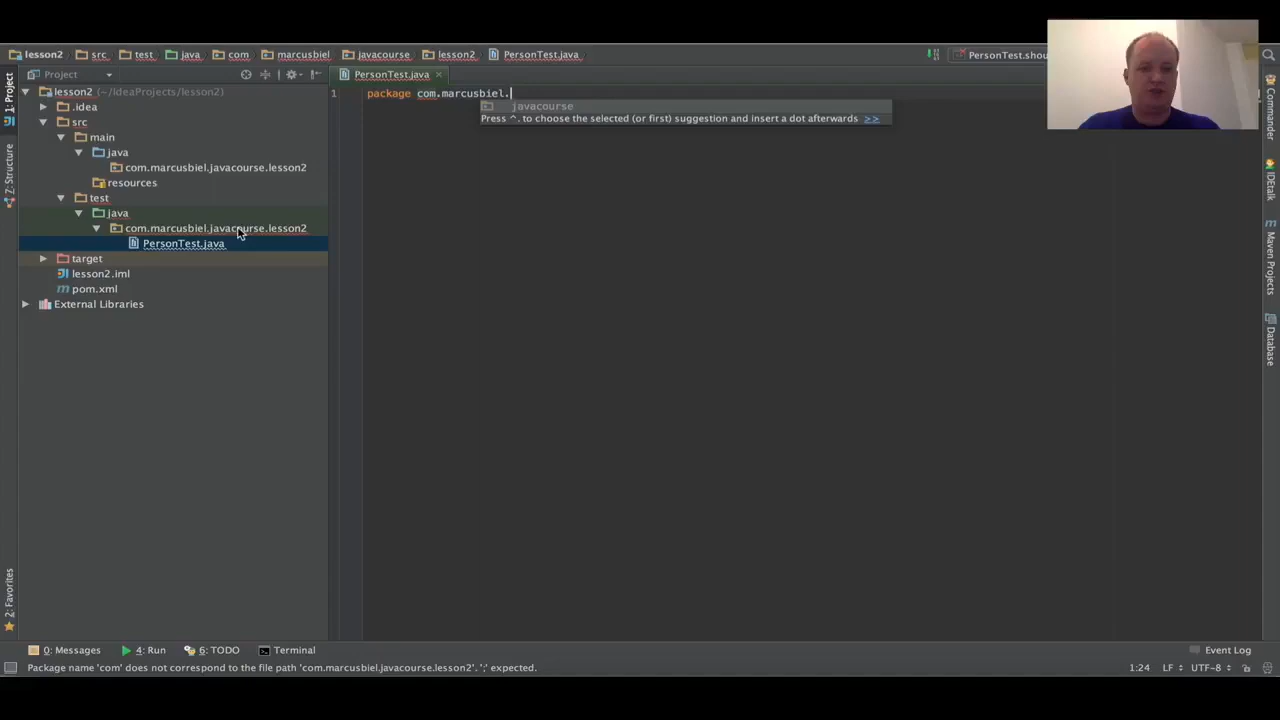 lesson2 src test java com marcusbiel javacourse lesson2 PersonTest.java PersonTest.shou
1: Project
Project
PersonTest.java
lesson2 (~/IdeaProjects/lesson2)
1 package com.marcusbiel.
.idea
javacourse
src
Press ^. to choose the selected (or first) suggestion and insert a dot afterwards >>
main
java
com.marcusbiel.javacourse.lesson2
resources
test
java
com.marcusbiel.javacourse.lesson2
PersonTest.java
target
lesson2.iml
pom.xml
External Libraries
Z: Structure
2: Favorites
Commander
IDEtalk
Maven Projects
Database
0: Messages 4: Run 6: TODO Terminal Event Log
Package name 'com' does not correspond to the file path 'com.marcusbiel.javacourse.lesson2'. ';' expected. 1:24 LF UTF-8